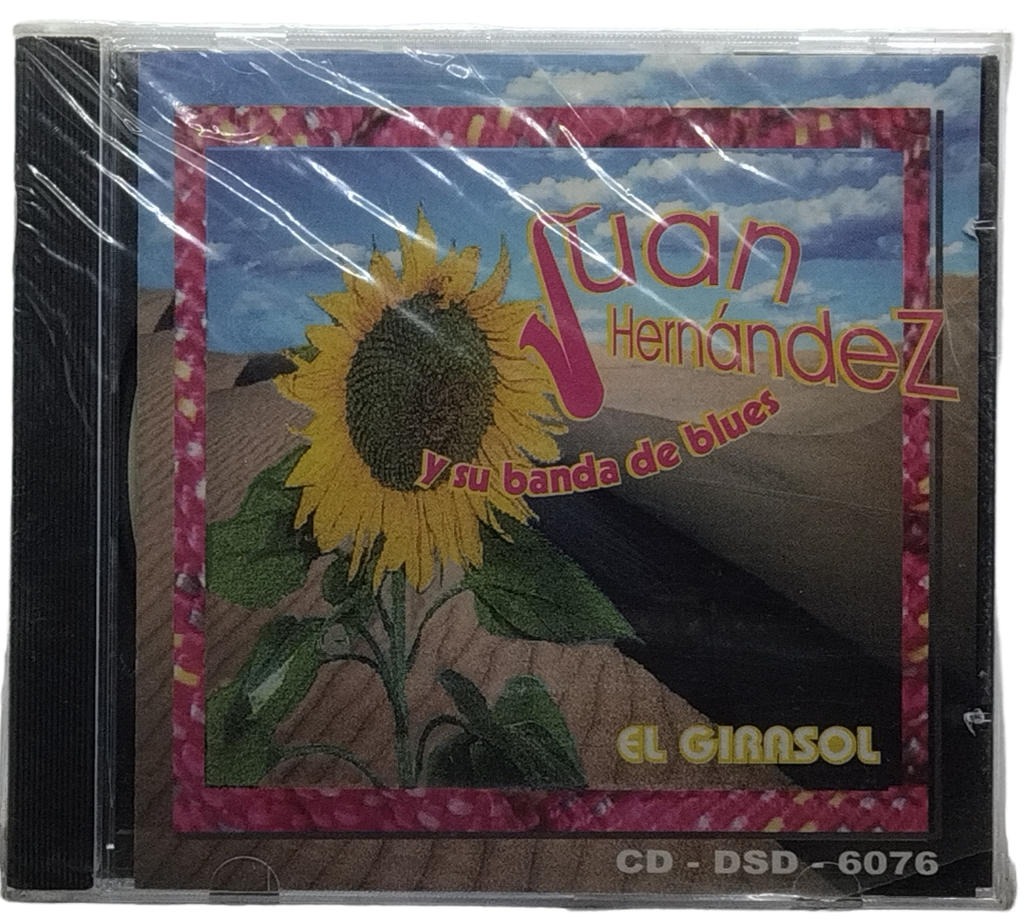 Juan
Hernández
y su banda de blues
EL GIRASOL
CD - DSD - 6076